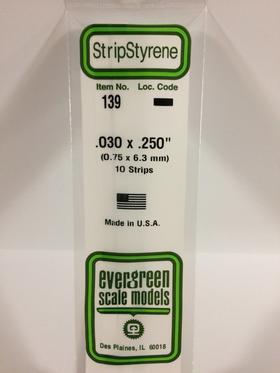 StripStyrene
Item No. Loc. Code
139
.030 x .250"
(0.75 x 6.3 mm)
10 Strips
Made in U.S.A.
evergreen
scale models
Des Plaines, IL 60018